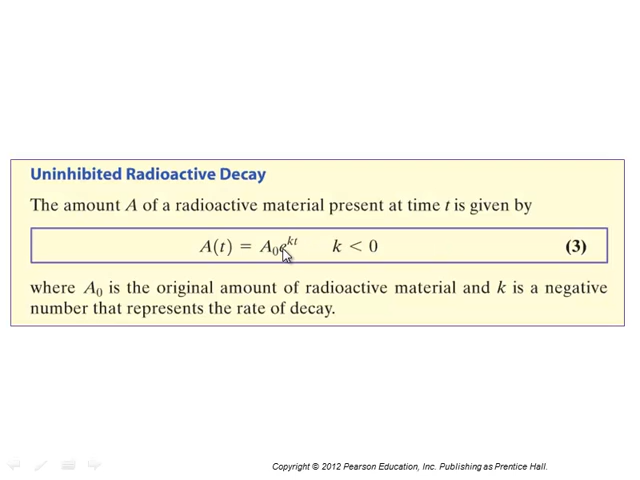 Uninhibited Radioactive Decay
The amount A of a radioactive material present at time t is given by
A(t) = A₀eᵏᵗ k < 0 (3)
where A₀ is the original amount of radioactive material and k is a negative
number that represents the rate of decay.
Copyright © 2012 Pearson Education, Inc. Publishing as Prentice Hall.